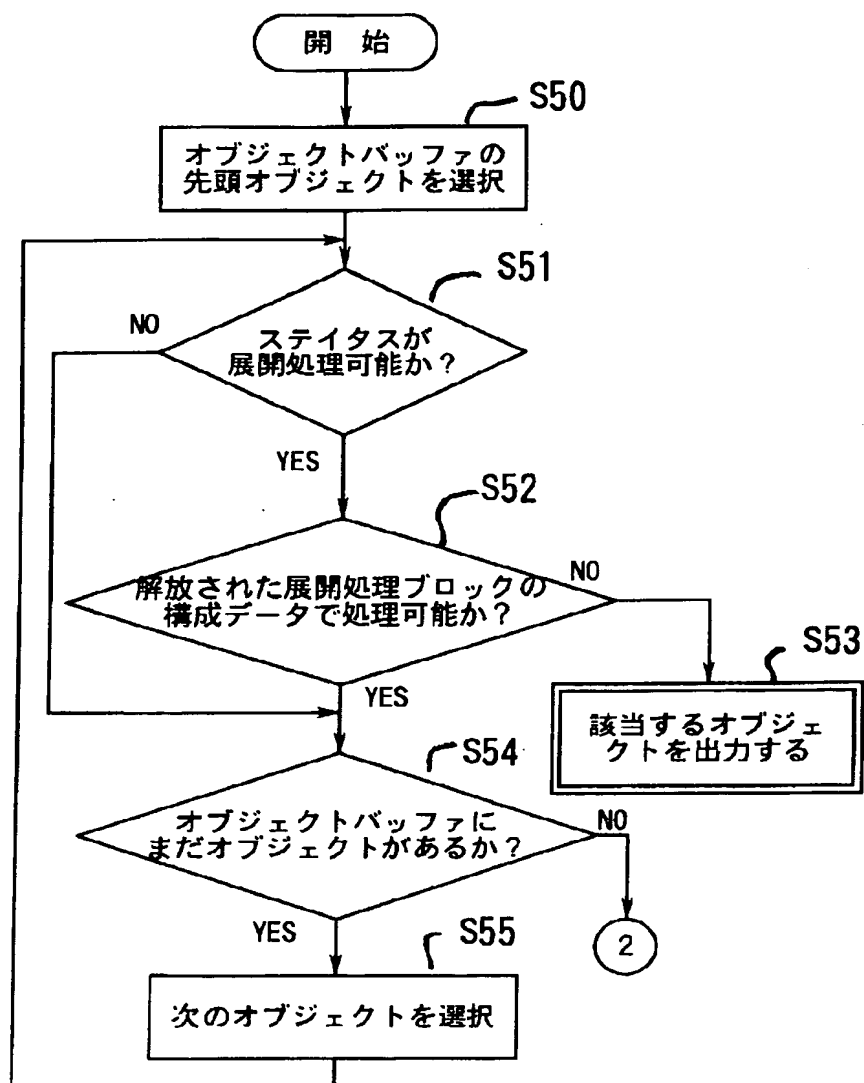 開 始
S50
オブジェクトバッファの
先頭オブジェクトを選択
S51
NO
ステイタスが
展開処理可能か?
YES
S52
解放された展開処理ブロックの
構成データで処理可能か?
NO
S53
YES
該当するオブジェ
クトを出力する
S54
オブジェクトバッファに
まだオブジェクトがあるか?
NO
YES
S55
2
次のオブジェクトを選択